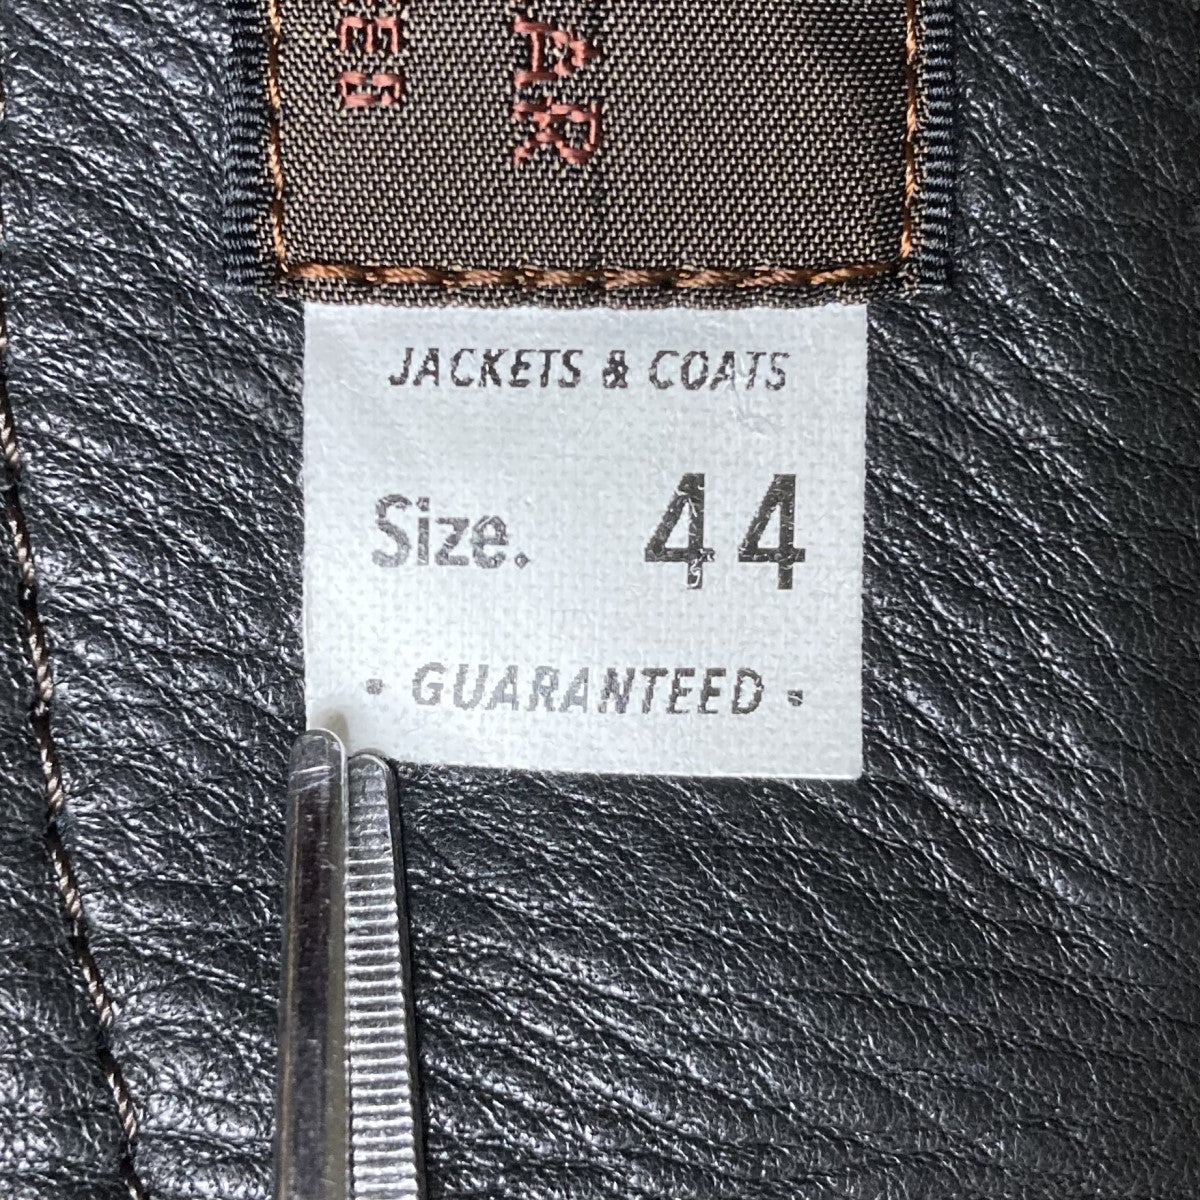 JACKETS & COATS
Size. 44
• GUARANTEED •